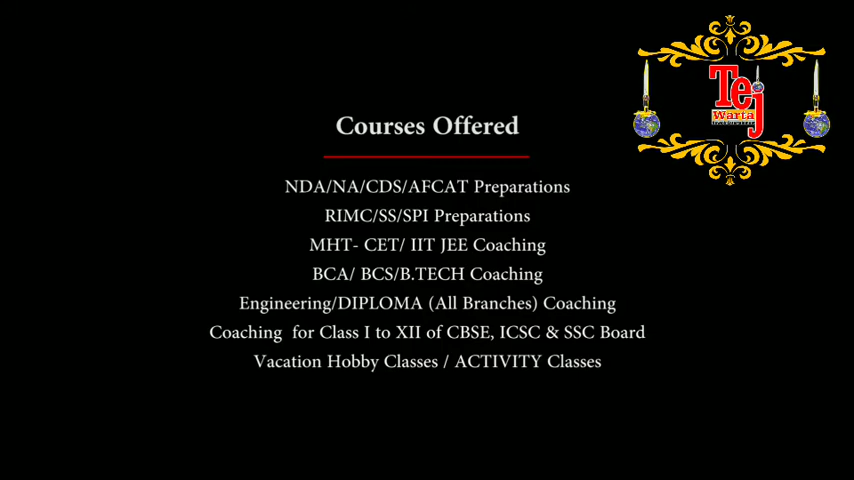 Tej
Warta
Courses Offered
NDA/NA/CDS/AFCAT Preparations
RIMC/SS/SPI Preparations
MHT- CET/ IIT JEE Coaching
BCA/ BCS/B.TECH Coaching
Engineering/DIPLOMA (All Branches) Coaching
Coaching  for Class I to XII of CBSE, ICSC & SSC Board
Vacation Hobby Classes / ACTIVITY Classes